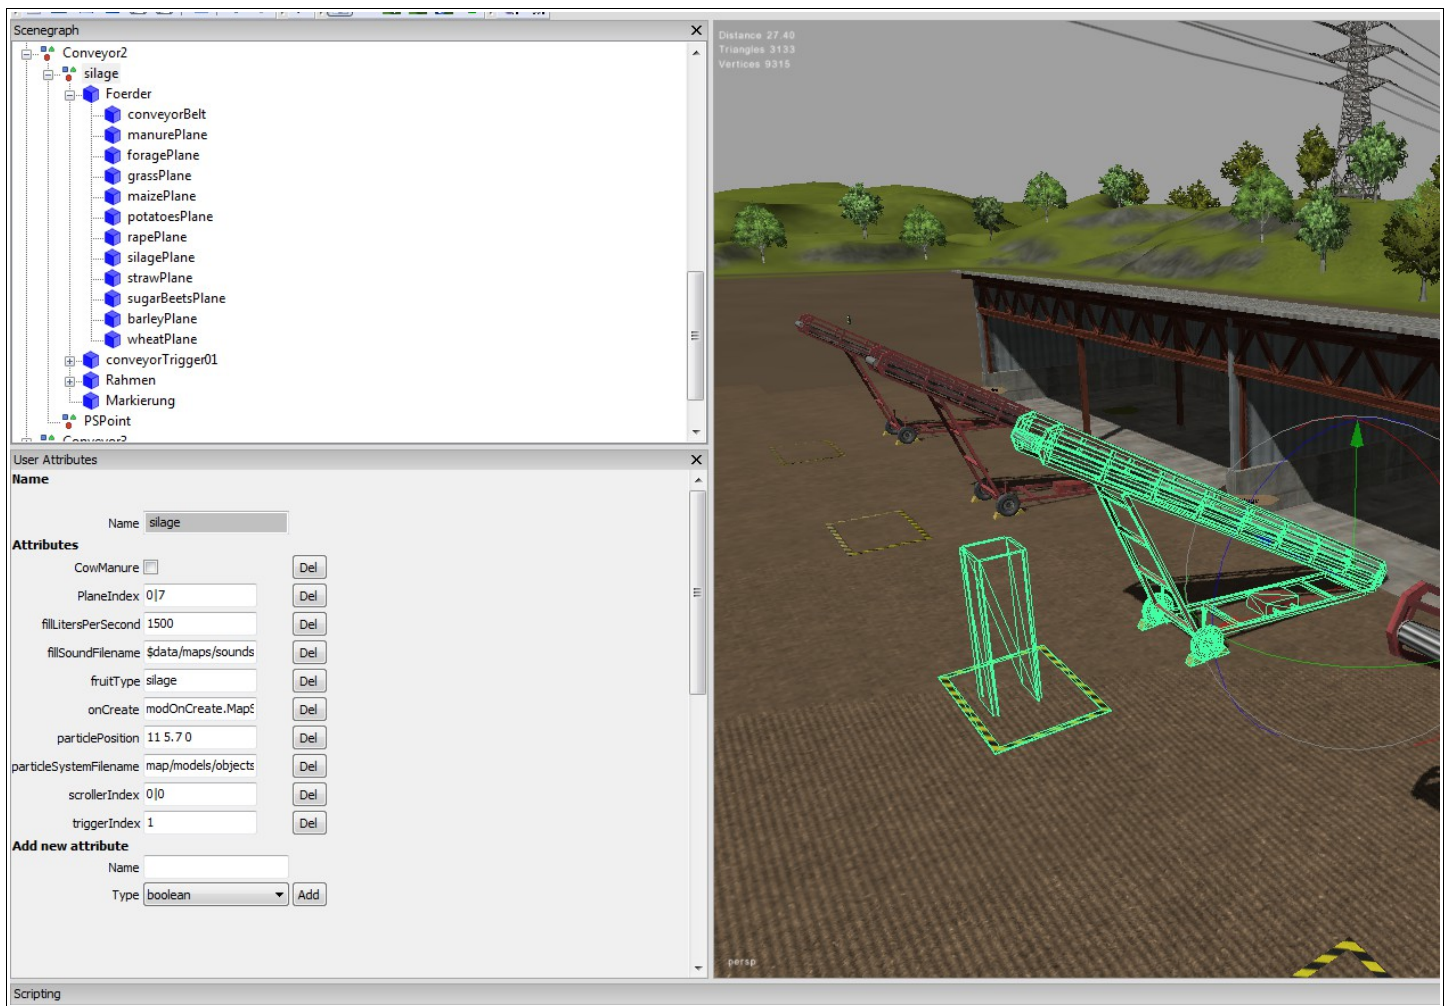 Scenegraph
Conveyor2
silage
Foerder
conveyorBelt
manurePlane
foragePlane
grassPlane
maizePlane
potatoesPlane
rapePlane
silagePlane
strawPlane
sugarBeetsPlane
barleyPlane
wheatPlane
conveyorTrigger01
Rahmen
Markierung
PSPoint
Conveyor3
User Attributes
Name
Name silage
Attributes
CowManure Del
PlaneIndex 0|7 Del
fillLitersPerSecond 1500 Del
fillSoundFilename $data/maps/sounds Del
fruitType silage Del
onCreate modOnCreate.MapS Del
particlePosition 11 5.7 0 Del
particleSystemFilename map/models/objects Del
scrollerIndex 0|0 Del
triggerIndex 1 Del
Add new attribute
Name
Type boolean Add
Scripting
Distance 27.40
Triangles 3133
Vertices 9315
persp